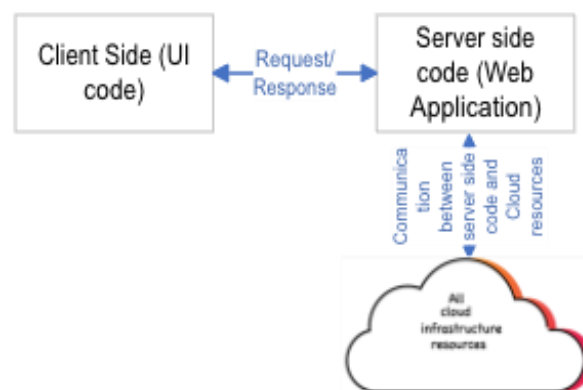 Client Side (UI
code)
Request/
Response
Server side
code (Web
Application)
Communica
tion
between
server side
code and
Cloud
resources
All
cloud
infrastructure
resources